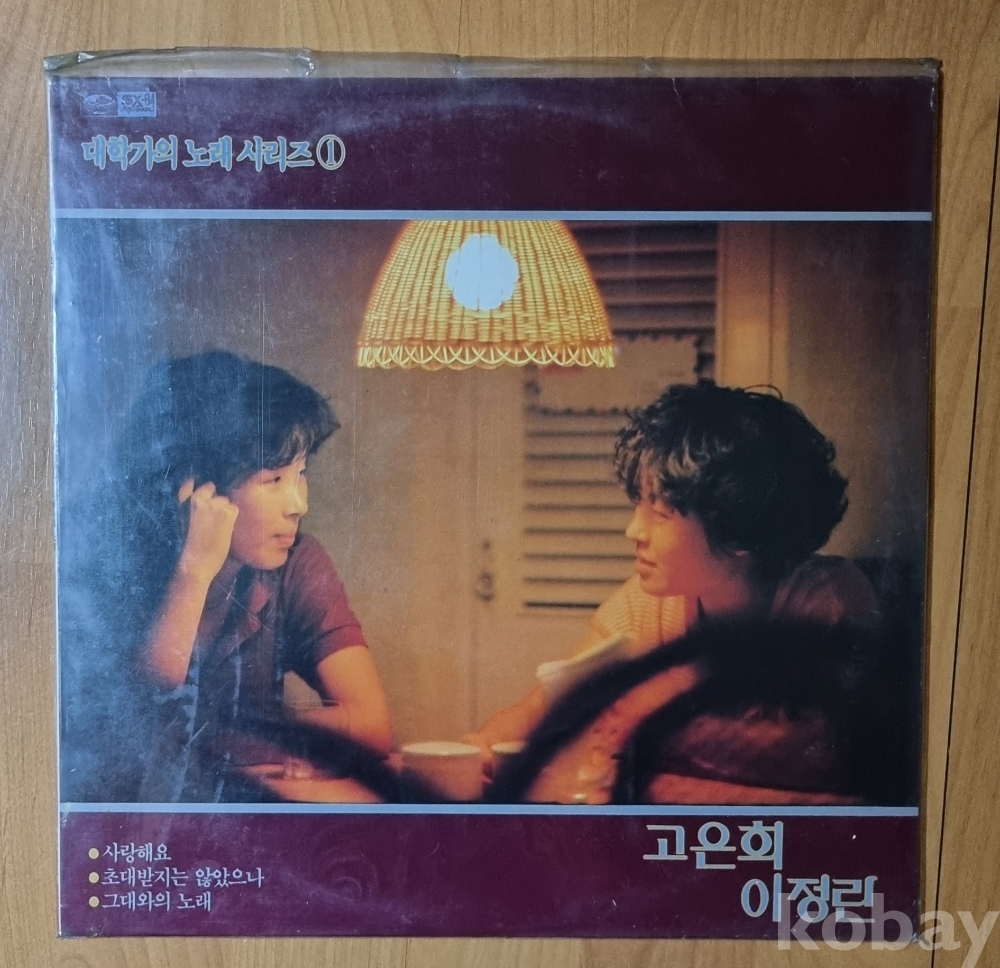 대학가의 노래 시리즈 ①
● 사랑해요
● 초대받지는 않았으나
● 그대와의 노래
고은희
이정란
kobay